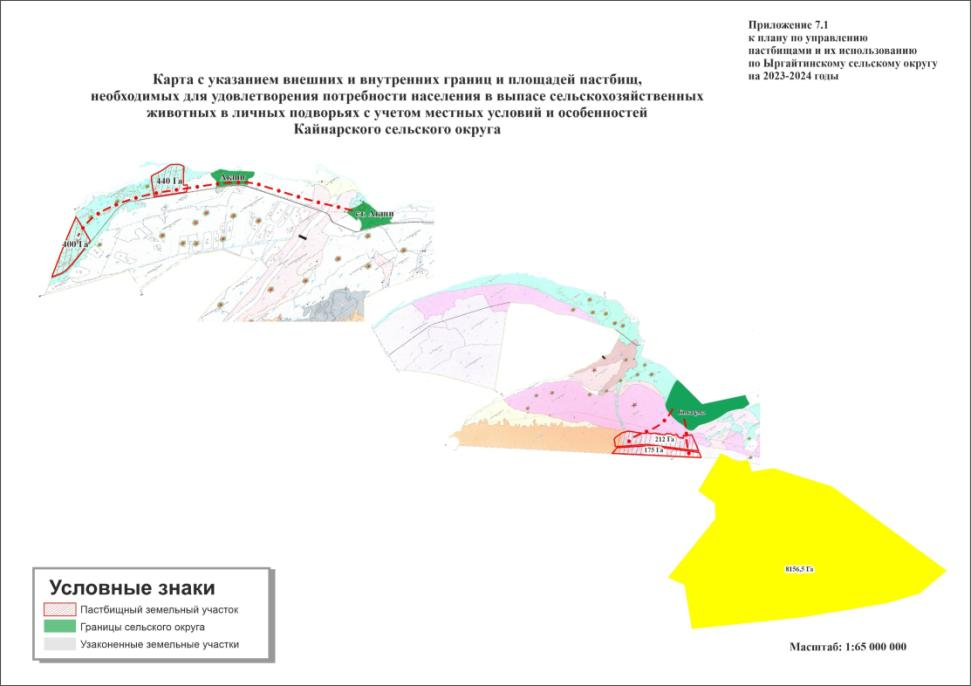 Приложение 7.1
к плану по управлению
пастбищами и их использованию
по Ыргайтинскому сельскому округу
на 2023-2024 годы
Карта с указанием внешних и внутренних границ и площадей пастбищ,
необходимых для удовлетворения потребности населения в выпасе сельскохозяйственных
животных в личных подворьях с учетом местных условий и особенностей
Кайнарского сельского округа
440 Га
Акши
ст. Акши
400 Га
212 Га
175 Га
8156,5 Га
Условные знаки
Пастбищный земельный участок
Границы сельского округа
Узаконенные земельные участки
Масштаб: 1:65 000 000